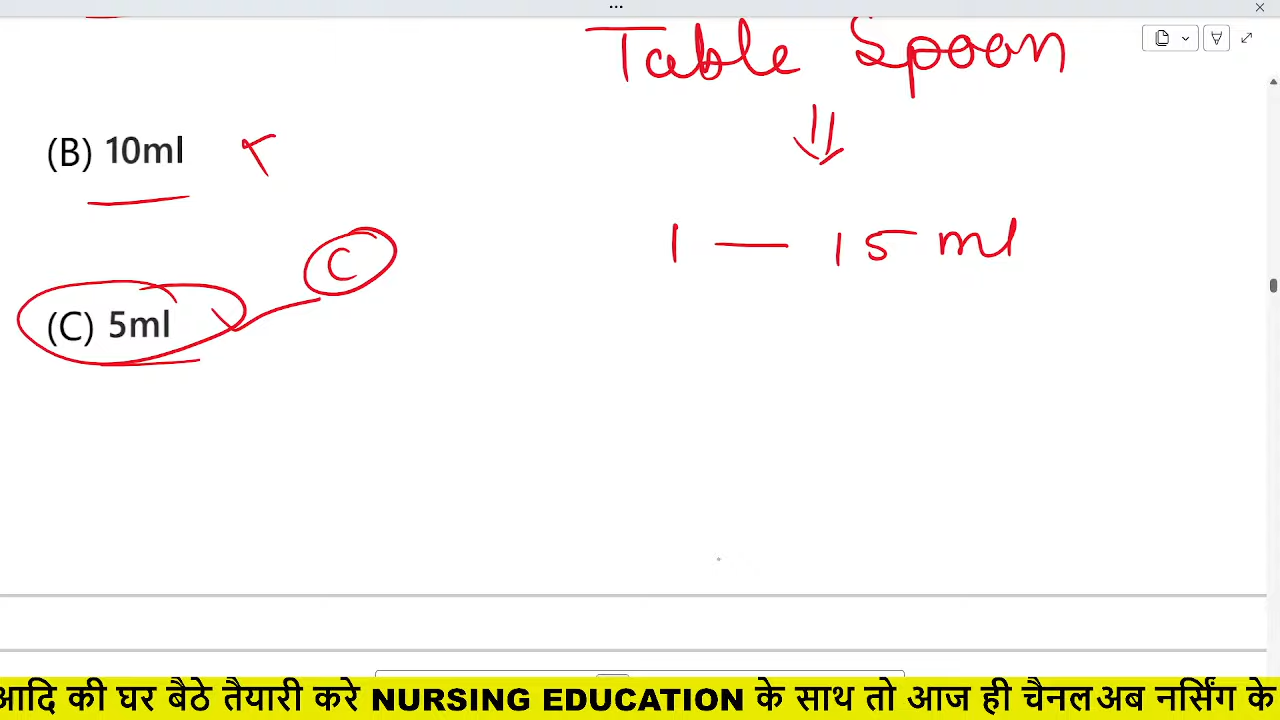 Table Spoon
(B) 10ml
1 — 15 ml
C
(C) 5ml
आदि की घर बैठे तैयारी करे NURSING EDUCATION के साथ तो आज ही चैनलअब नर्सिंग के